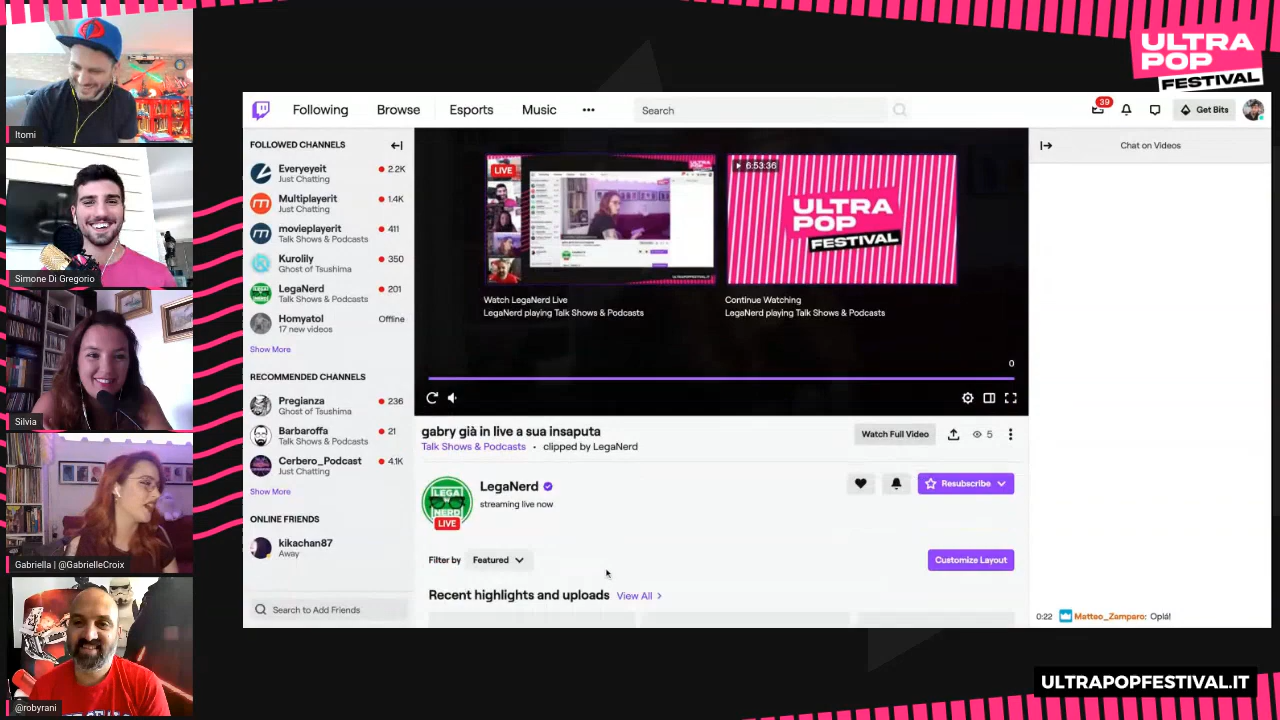 ULTRA
POP
FESTIVAL
Itomi
Simone Di Gregorio
Silvia
Gabriella | @GabrielleCroix
@robyrani
Following
Browse
Esports
Music
Search
39
Get Bits
FOLLOWED CHANNELS
Everyeyeit
2.2K
Just Chatting
Multiplayerit
1.4K
Just Chatting
movieplayerit
411
Talk Shows & Podcasts
Kurolily
350
Ghost of Tsushima
LegaNerd
201
Talk Shows & Podcasts
Homyatol
Offline
17 new videos
Show More
RECOMMENDED CHANNELS
Pregianza
236
Ghost of Tsushima
Barbaroffa
21
Talk Shows & Podcasts
Cerbero_Podcast
4.1K
Just Chatting
Show More
ONLINE FRIENDS
kikachan87
Away
Search to Add Friends
LIVE
Watch LegaNerd Live
LegaNerd playing Talk Shows & Podcasts
6:53:36
ULTRA
POP
FESTIVAL
Continue Watching
LegaNerd playing Talk Shows & Podcasts
0
gabry già in live a sua insaputa
Talk Shows & Podcasts • clipped by LegaNerd
Watch Full Video
5
LEGA
NERD
LIVE
LegaNerd
streaming live now
Resubscribe
Filter by
Featured
Customize Layout
Recent highlights and uploads
View All
Chat on Videos
0:22 Matteo_Zamparo: Oplà!
ULTRAPOPFESTIVAL.IT